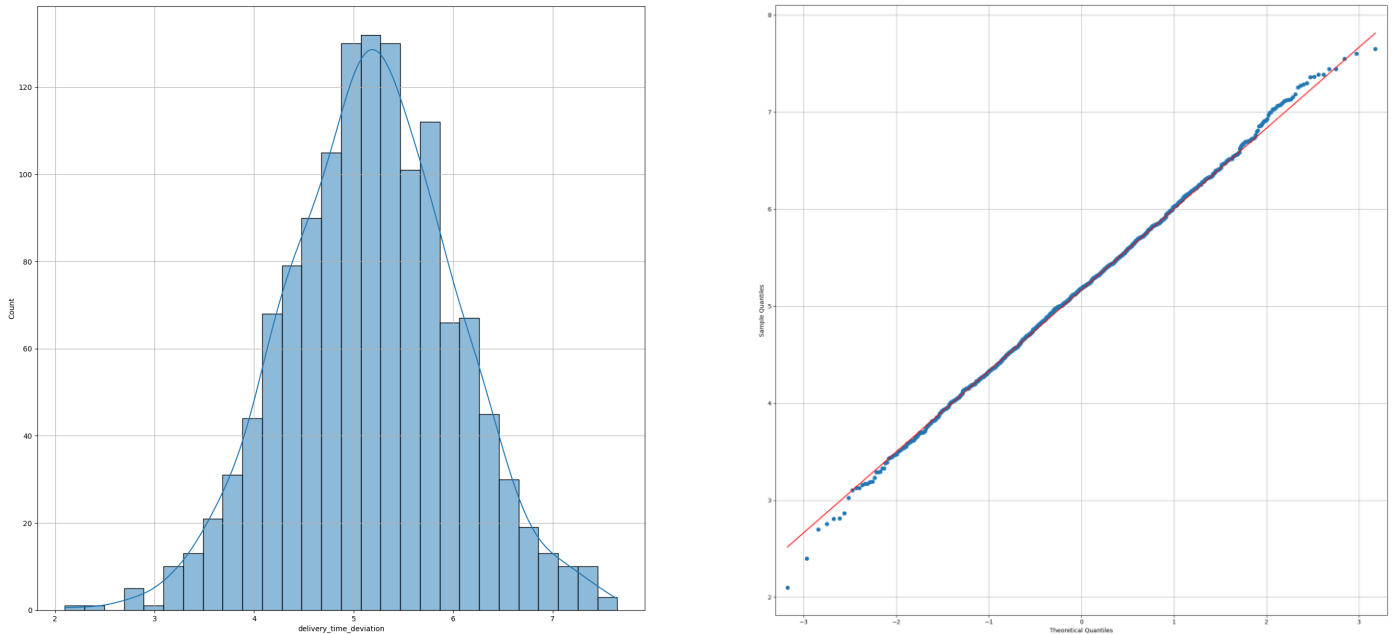 120
100
80
60
40
20
0
Count
2 3 4 5 6 7
delivery_time_deviation
8
7
6
5
4
3
2
Sample Quantiles
−3 −2 −1 0 1 2 3
Theoretical Quantiles